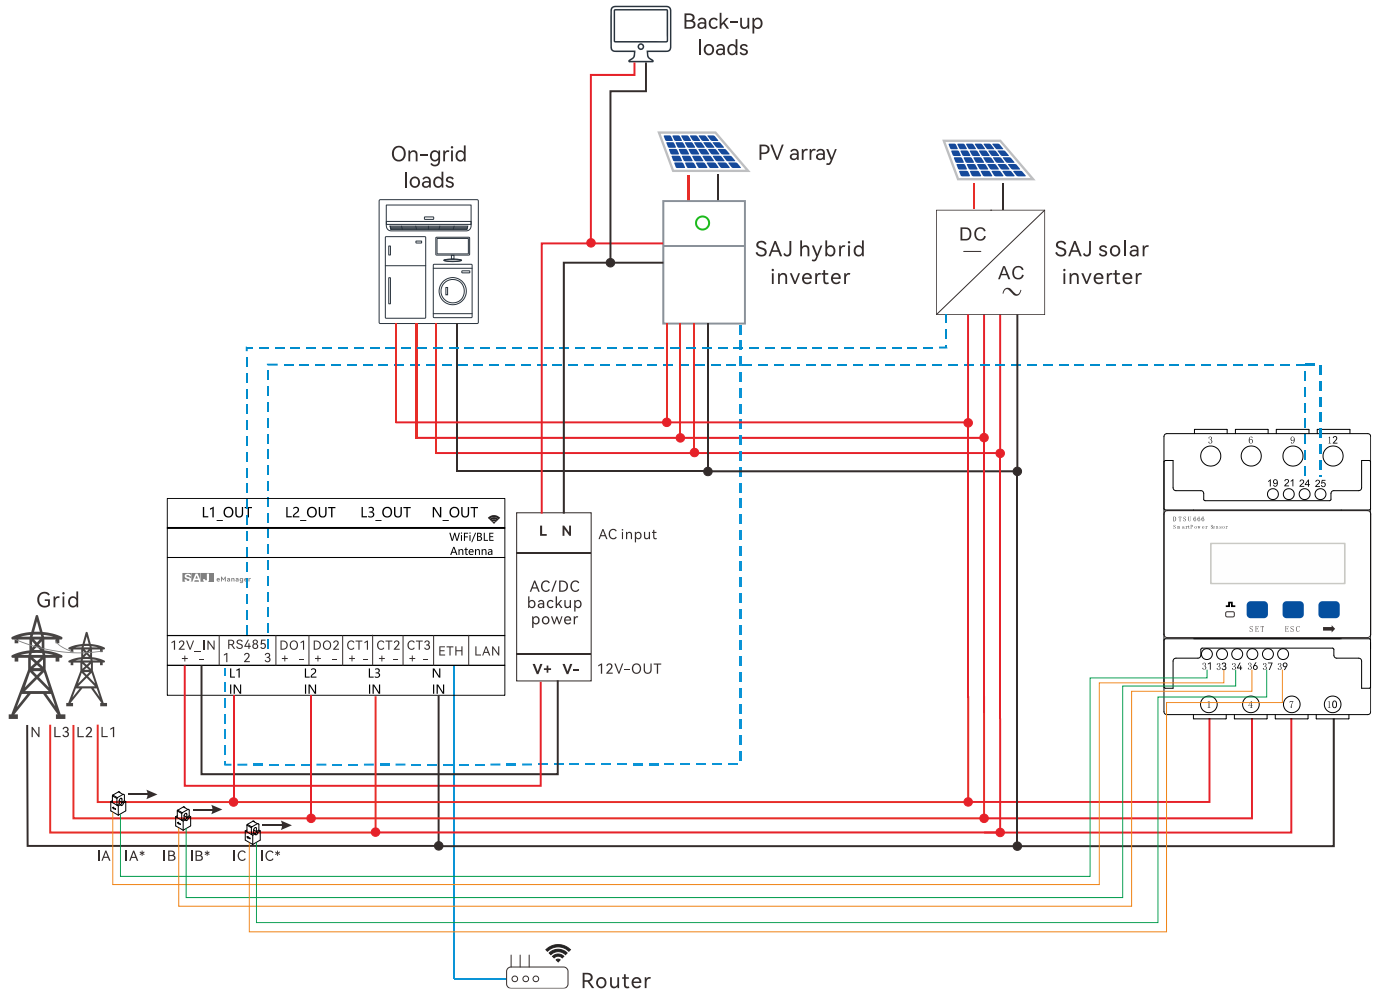 Back-up
loads
On-grid
loads
PV array
SAJ hybrid
inverter
DC
AC
SAJ solar
inverter
3 6 9 12
19 21 24 25
DTSU666
SmartPower Sensor
SET ESC
31 33 34 36 37 39
1 4 7 10
L1_OUT L2_OUT L3_OUT N_OUT
WiFi/BLE
Antenna
SAJ eManager
12V_IN RS485 DO1 DO2 CT1 CT2 CT3 ETH LAN
+ − 1 2 3 + − + − + − + − + −
L1 L2 L3 N
IN IN IN IN
L N AC input
AC/DC
backup
power
V+ V− 12V-OUT
Grid
N L3 L2 L1
IA IA* IB IB* IC IC*
Router